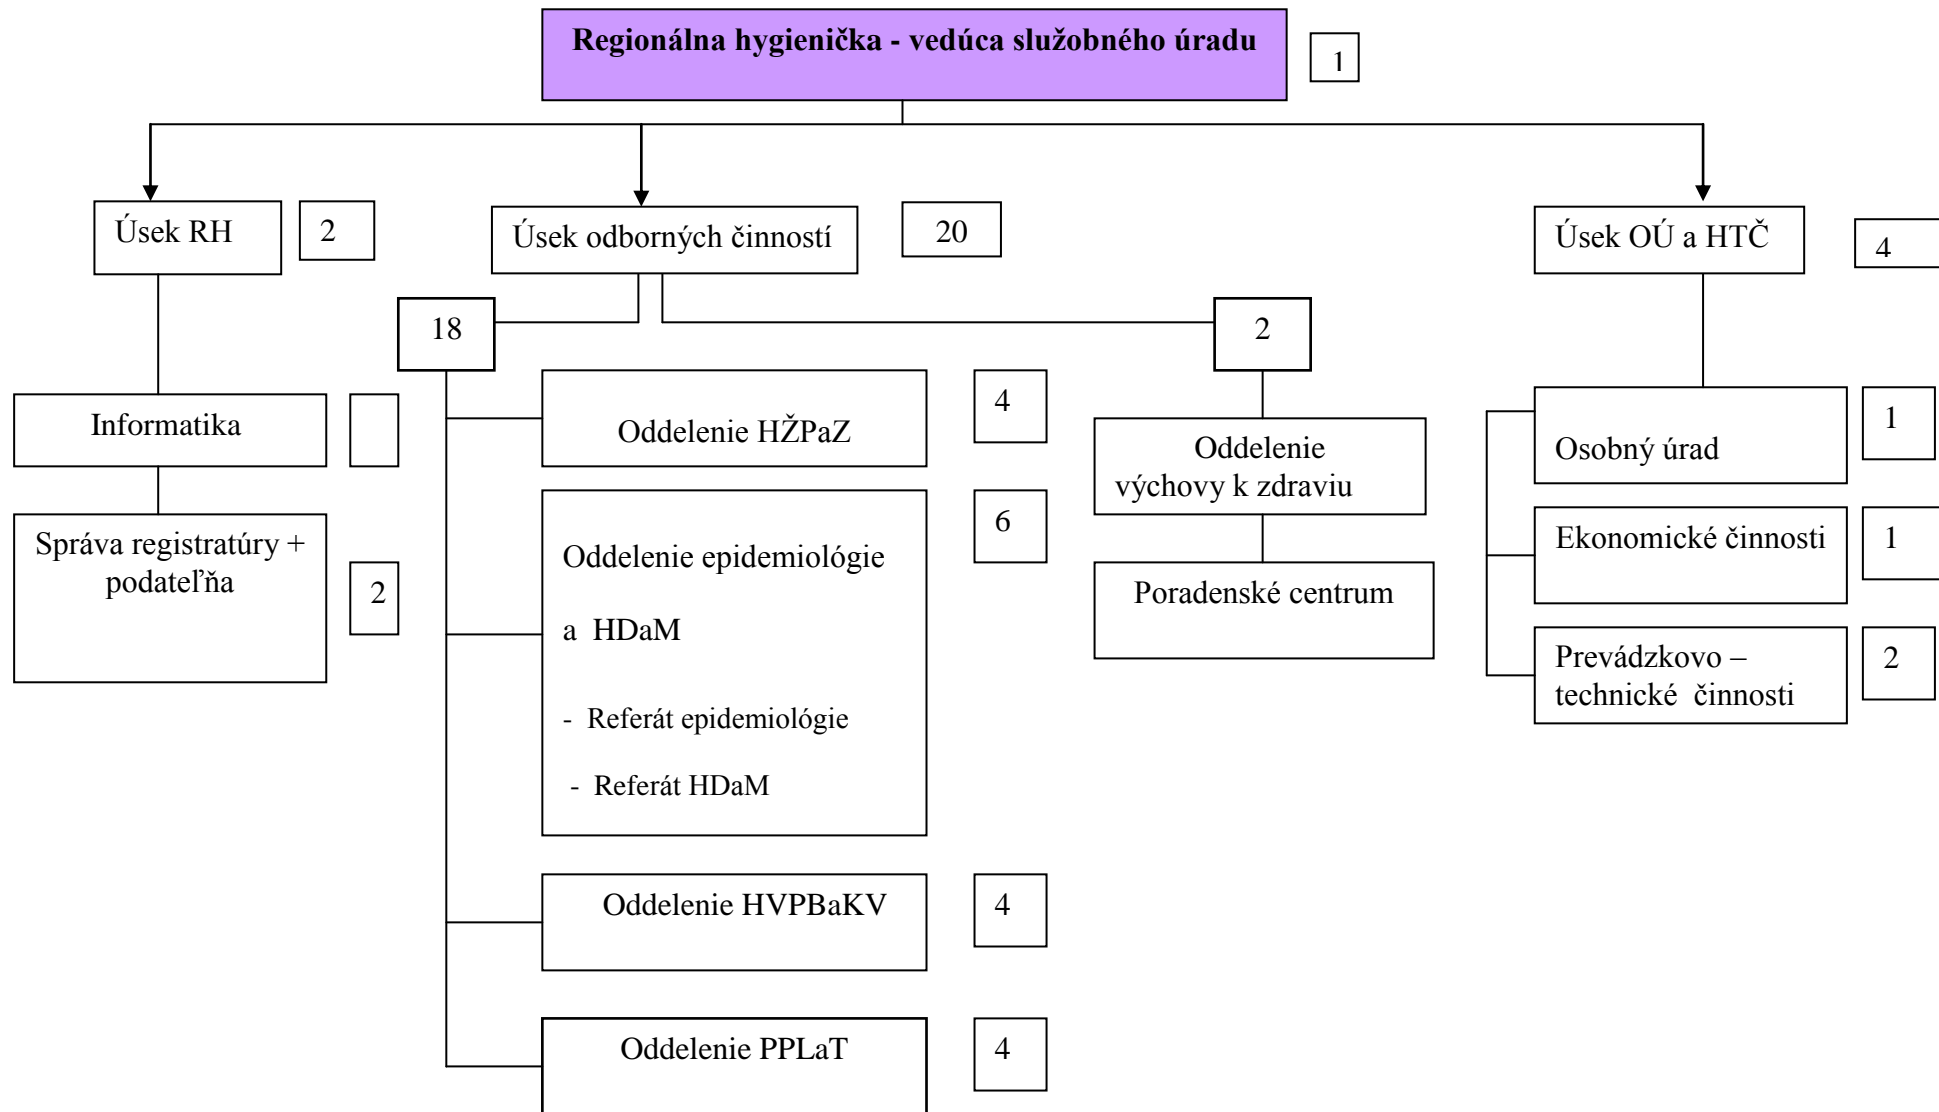 Regionálna hygienička - vedúca služobného úradu
1
Úsek RH
2
Úsek odborných činností
20
Úsek OÚ a HTČ
4
18
2
Informatika
Správa registratúry +
podateľňa
2
Oddelenie HŽPaZ
4
Oddelenie epidemiológie
a HDaM
- Referát epidemiológie
- Referát HDaM
6
Oddelenie HVPBaKV
4
Oddelenie PPLaT
4
Oddelenie
výchovy k zdraviu
Poradenské centrum
Osobný úrad
1
Ekonomické činnosti
1
Prevádzkovo –
technické činnosti
2